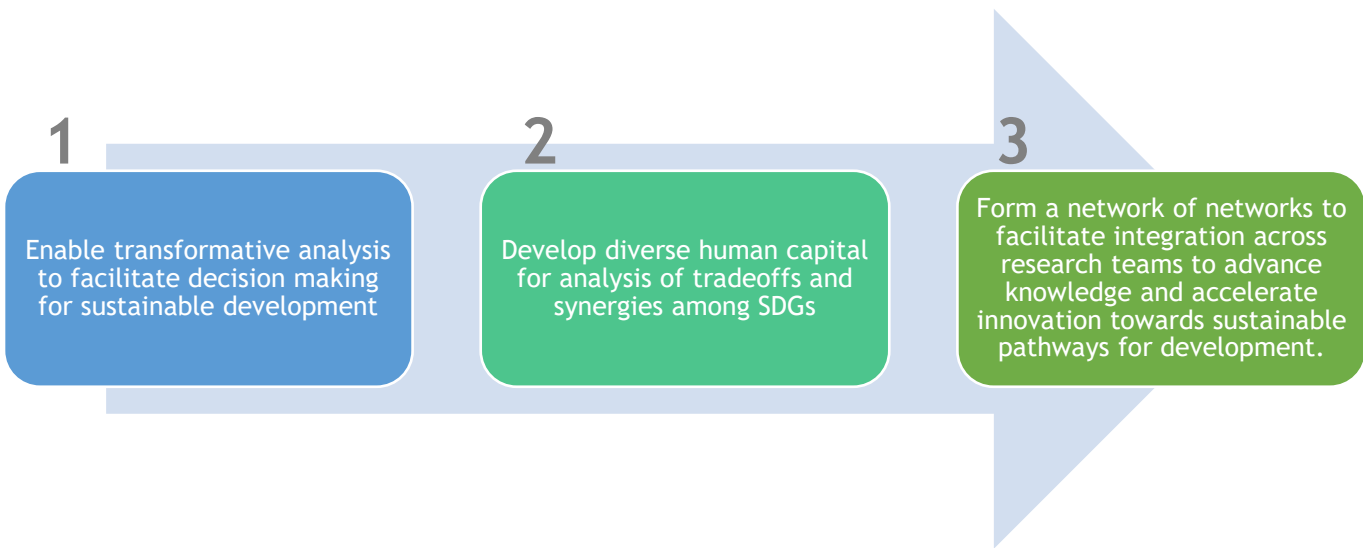 1
Enable transformative analysis
to facilitate decision making
for sustainable development
2
Develop diverse human capital
for analysis of tradeoffs and
synergies among SDGs
3
Form a network of networks to
facilitate integration across
research teams to advance
knowledge and accelerate
innovation towards sustainable
pathways for development.